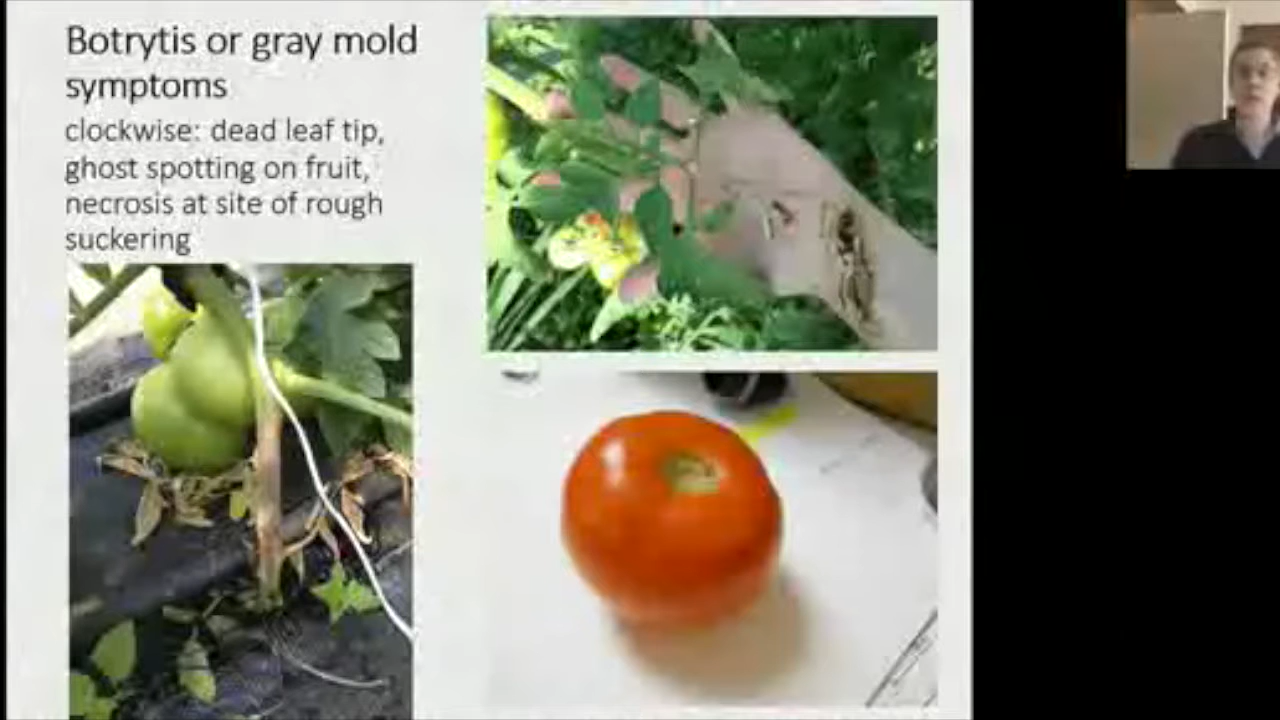 Botrytis or gray mold
symptoms
clockwise: dead leaf tip,
ghost spotting on fruit,
necrosis at site of rough
suckering